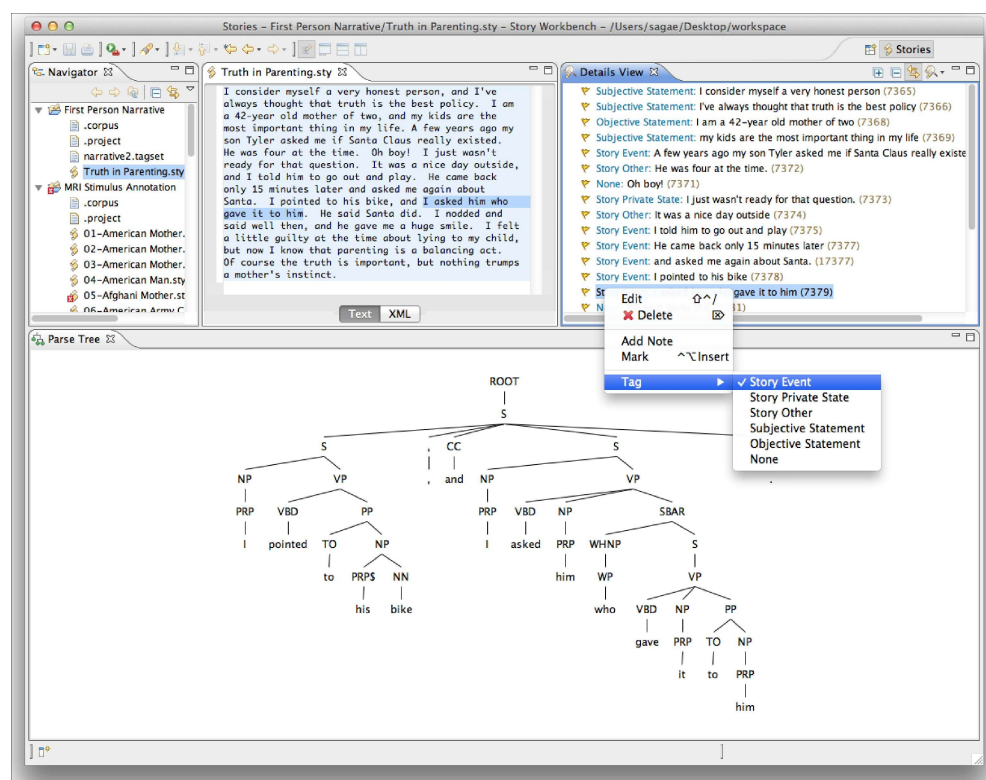 Stories – First Person Narrative/Truth in Parenting.sty – Story Workbench – /Users/sagae/Desktop/workspace
Stories
Navigator
First Person Narrative
.corpus
.project
narrative2.tagset
Truth in Parenting.sty
MRI Stimulus Annotation
.corpus
.project
01-American Mother.
02-American Mother.
03-American Mother.
04-American Man.sty
05-Afghani Mother.st
06-American Army C
Truth in Parenting.sty
I consider myself a very honest person, and I've
always thought that truth is the best policy. I am
a 42-year old mother of two, and my kids are the
most important thing in my life. A few years ago my
son Tyler asked me if Santa Claus really existed.
He was four at the time. Oh boy! I just wasn't
ready for that question. It was a nice day outside,
and I told him to go out and play. He came back
only 15 minutes later and asked me again about
Santa. I pointed to his bike, and I asked him who
gave it to him. He said Santa did. I nodded and
said well then, and he gave me a huge smile. I felt
a little guilty at the time about lying to my child,
but now I know that parenting is a balancing act.
Of course the truth is important, but nothing trumps
a mother's instinct.
Text XML
Details View
Subjective Statement: I consider myself a very honest person (7365)
Subjective Statement: I've always thought that truth is the best policy (7366)
Objective Statement: I am a 42-year old mother of two (7368)
Subjective Statement: my kids are the most important thing in my life (7369)
Story Event: A few years ago my son Tyler asked me if Santa Claus really existe
Story Other: He was four at the time. (7372)
None: Oh boy! (7371)
Story Private State: I just wasn't ready for that question. (7373)
Story Other: It was a nice day outside (7374)
Story Event: I told him to go out and play (7375)
Story Event: He came back only 15 minutes later (7377)
Story Event: and asked me again about Santa. (17377)
Story Event: I pointed to his bike (7378)
St gave it to him (7379)
N 31)
Edit ⇧^/
Delete ⌦
Add Note
Mark ^⌥Insert
Tag
✓ Story Event
Story Private State
Story Other
Subjective Statement
Objective Statement
None
Parse Tree
ROOT
S
S , CC S
NP VP , and NP VP .
PRP VBD PP PRP VBD NP SBAR
I pointed TO NP I asked PRP WHNP S
to PRP$ NN him WP VP
his bike who VBD NP PP
gave PRP TO NP
it to PRP
him